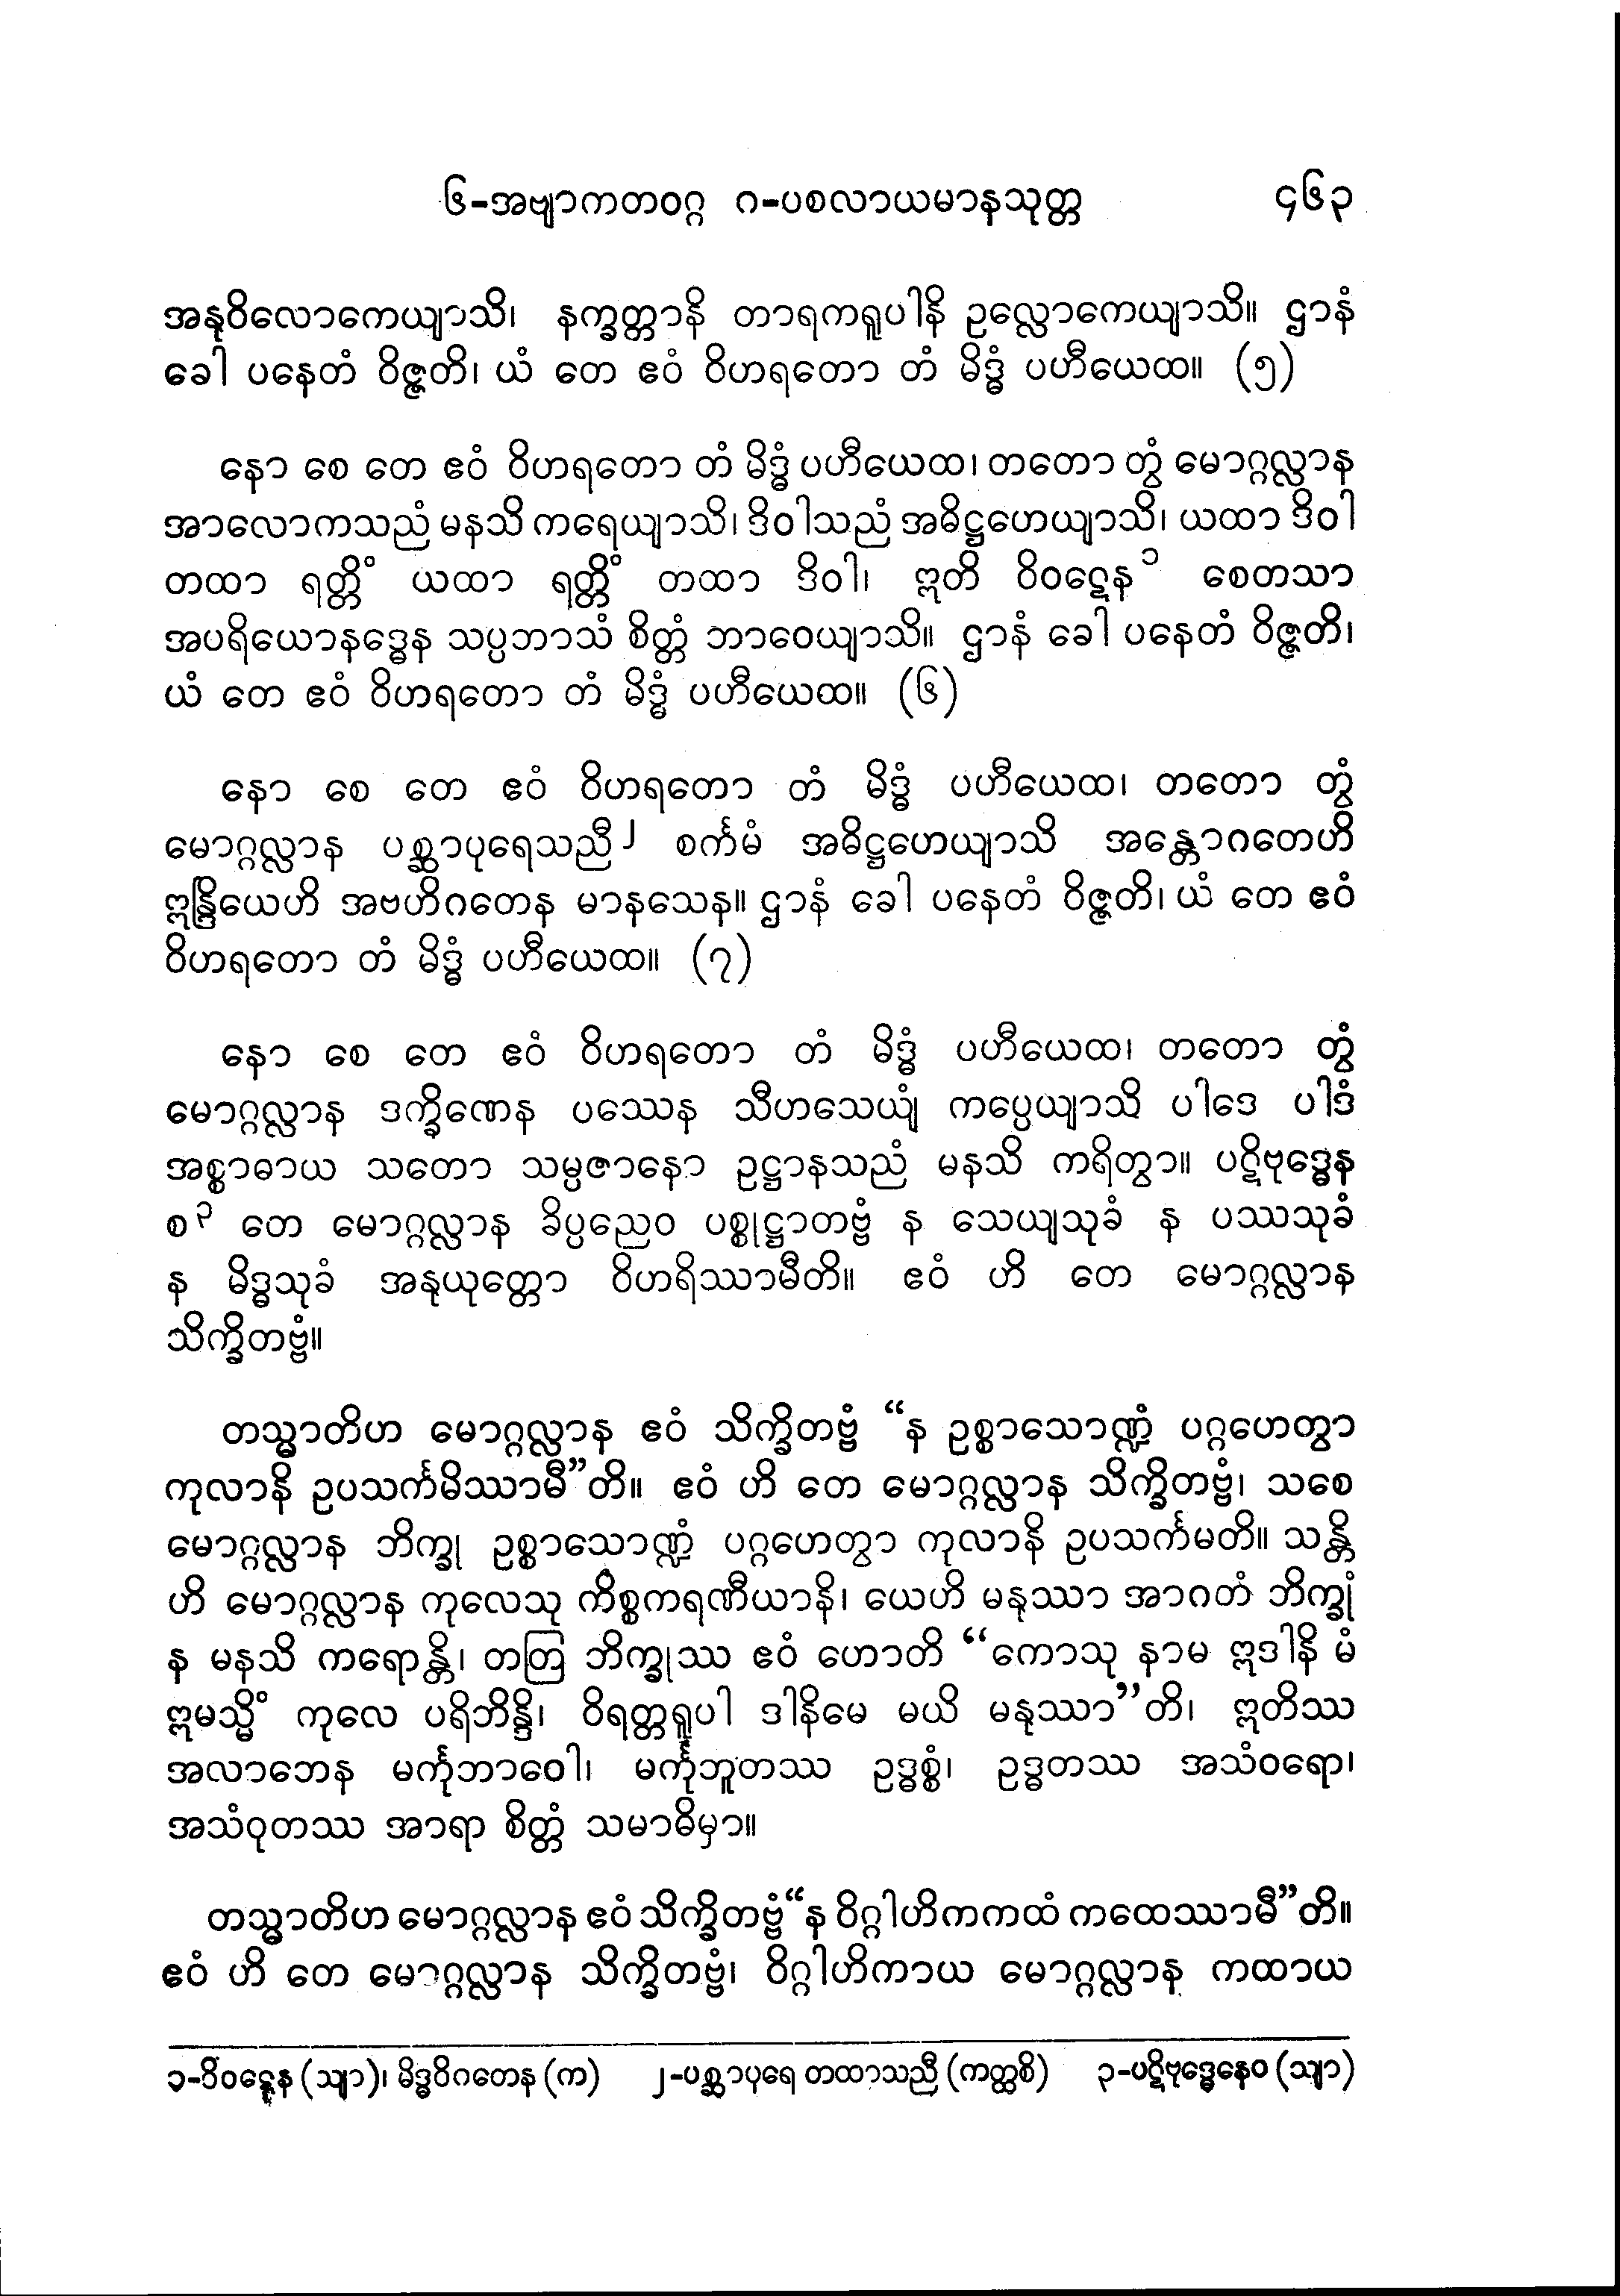 ၆-အဗျာကတဝဂ္ဂ ဂ-ပစလာယမာနသုတ္တ ၄၆၃
အနုဝိလောကေယျာသိ၊ နက္ခတ္တာနိ တာရကရူပါနိ ဥလ္လောကေယျာသိ။ ဌာနံ
ခေါ ပနေတံ ဝိဇ္ဇတိ၊ ယံ တေ ဧဝံ ဝိဟရတော တံ မိဒ္ဓံ ပဟီယေထ။ (၅)
နော စေ တေ ဧဝံ ဝိဟရတော တံ မိဒ္ဓံ ပဟီယေထ၊ တတော တွံ မောဂ္ဂလ္လာန
အာလောကသညံ မနသိ ကရေယျာသိ၊ ဒိဝါသညံ အဓိဋ္ဌဟေယျာသိ၊ ယထာ ဒိဝါ
တထာ ရတ္တိံ ယထာ ရတ္တိံ တထာ ဒိဝါ၊ ဣတိ ဝိဝဋေန၁ စေတသာ
အပရိယောနဒ္ဓေန သပ္ပဘာသံ စိတ္တံ ဘာဝေယျာသိ။ ဌာနံ ခေါ ပနေတံ ဝိဇ္ဇတိ၊
ယံ တေ ဧဝံ ဝိဟရတော တံ မိဒ္ဓံ ပဟီယေထ။ (၆)
နော စေ တေ ဧဝံ ဝိဟရတော တံ မိဒ္ဓံ ပဟီယေထ၊ တတော တွံ
မောဂ္ဂလ္လာန ပစ္ဆာပုရေသညီ၂ စင်္ကမံ အဓိဋ္ဌဟေယျာသိ အန္တောဂတေဟိ
ဣန္ဒြိယေဟိ အဗဟိဂတေန မာနသေန။ ဌာနံ ခေါ ပနေတံ ဝိဇ္ဇတိ၊ ယံ တေ ဧဝံ
ဝိဟရတော တံ မိဒ္ဓံ ပဟီယေထ။ (၇)
နော စေ တေ ဧဝံ ဝိဟရတော တံ မိဒ္ဓံ ပဟီယေထ၊ တတော တွံ
မောဂ္ဂလ္လာန ဒက္ခိဏေန ပဿေန သီဟသေယျံ ကပ္ပေယျာသိ ပါဒေ ပါဒံ
အစ္စာဓာယ သတော သမ္ပဇာနော ဥဋ္ဌာနသညံ မနသိ ကရိတွာ။ ပဋိဗုဒ္ဓေန
စ၃ တေ မောဂ္ဂလ္လာန ခိပ္ပညေဝ ပစ္စုဋ္ဌာတဗ္ဗံ န သေယျသုခံ န ပဿသုခံ
န မိဒ္ဓသုခံ အနုယုတ္တော ဝိဟရိဿာမီတိ။ ဧဝံ ဟိ တေ မောဂ္ဂလ္လာန
သိက္ခိတဗ္ဗံ။
တသ္မာတိဟ မောဂ္ဂလ္လာန ဧဝံ သိက္ခိတဗ္ဗံ “န ဥစ္စာသောဏ္ဍံ ပဂ္ဂဟေတွာ
ကုလာနိ ဥပသင်္ကမိဿာမီ”တိ။ ဧဝံ ဟိ တေ မောဂ္ဂလ္လာန သိက္ခိတဗ္ဗံ၊ သစေ
မောဂ္ဂလ္လာန ဘိက္ခု ဥစ္စာသောဏ္ဍံ ပဂ္ဂဟေတွာ ကုလာနိ ဥပသင်္ကမတိ။ သန္တိ
ဟိ မောဂ္ဂလ္လာန ကုလေသု ကိစ္စကရဏီယာနိ၊ ယေဟိ မနုဿာ အာဂတံ ဘိက္ခုံ
န မနသိ ကရောန္တိ၊ တတြ ဘိက္ခုဿ ဧဝံ ဟောတိ “ကောသု နာမ ဣဒါနိ မံ
ဣမသ္မိံ ကုလေ ပရိဘိန္ဒိ၊ ဝိရတ္တရူပါ ဒါနိမေ မယိ မနုဿာ”တိ၊ ဣတိဿ
အလာဘေန မင်္ကုဘာဝေါ၊ မင်္ကုဘူတဿ ဥဒ္ဓစ္စံ၊ ဥဒ္ဓတဿ အသံဝရော၊
အသံဝုတဿ အာရာ စိတ္တံ သမာဓိမှာ။
တသ္မာတိဟ မောဂ္ဂလ္လာန ဧဝံ သိက္ခိတဗ္ဗံ “န ဝိဂ္ဂါဟိကကထံ ကထေဿာမီ”တိ။
ဧဝံ ဟိ တေ မောဂ္ဂလ္လာန သိက္ခိတဗ္ဗံ၊ ဝိဂ္ဂါဟိကာယ မောဂ္ဂလ္လာန ကထာယ
၁-ဝိဝဋ္ဋေန (သျာ)၊ မိဒ္ဓဝိဂတေန (က) ၂-ပစ္ဆာပုရေ တထာသညီ (ကတ္ထစိ) ၃-ပဋိဗုဒ္ဓေနေဝ (သျာ)